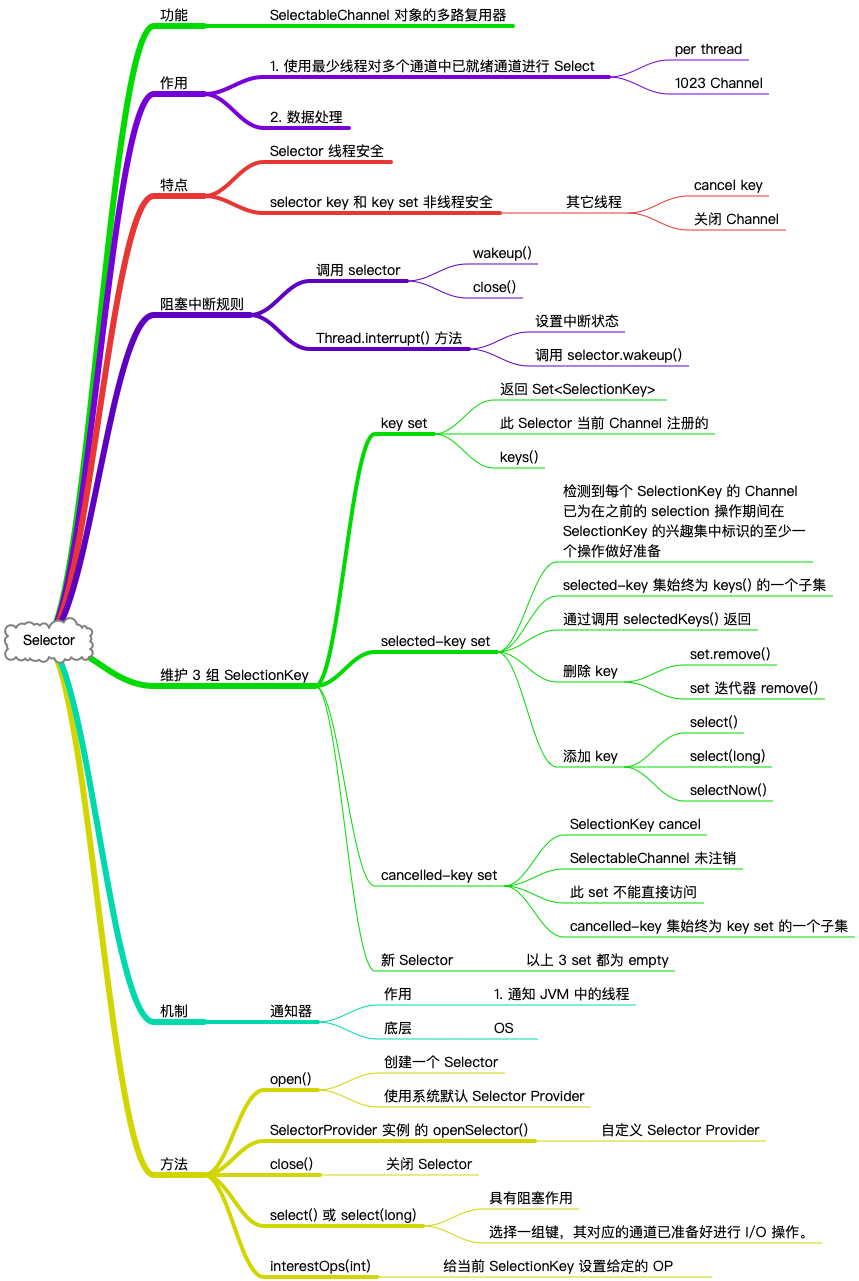 Selector
功能
SelectableChannel 对象的多路复用器
作用
1. 使用最少线程对多个通道中已就绪通道进行 Select
per thread
1023 Channel
2. 数据处理
特点
Selector 线程安全
selector key 和 key set 非线程安全
其它线程
cancel key
关闭 Channel
阻塞中断规则
调用 selector
wakeup()
close()
Thread.interrupt() 方法
设置中断状态
调用 selector.wakeup()
维护 3 组 SelectionKey
key set
返回 Set<SelectionKey>
此 Selector 当前 Channel 注册的
keys()
selected-key set
检测到每个 SelectionKey 的 Channel
已为在之前的 selection 操作期间在
SelectionKey 的兴趣集中标识的至少一
个操作做好准备
selected-key 集始终为 keys() 的一个子集
通过调用 selectedKeys() 返回
删除 key
set.remove()
set 迭代器 remove()
添加 key
select()
select(long)
selectNow()
cancelled-key set
SelectionKey cancel
SelectableChannel 未注销
此 set 不能直接访问
cancelled-key 集始终为 key set 的一个子集
新 Selector
以上 3 set 都为 empty
机制
通知器
作用
1. 通知 JVM 中的线程
底层
OS
方法
open()
创建一个 Selector
使用系统默认 Selector Provider
SelectorProvider 实例 的 openSelector()
自定义 Selector Provider
close()
关闭 Selector
select() 或 select(long)
具有阻塞作用
选择一组键，其对应的通道已准备好进行 I/O 操作。
interestOps(int)
给当前 SelectionKey 设置给定的 OP